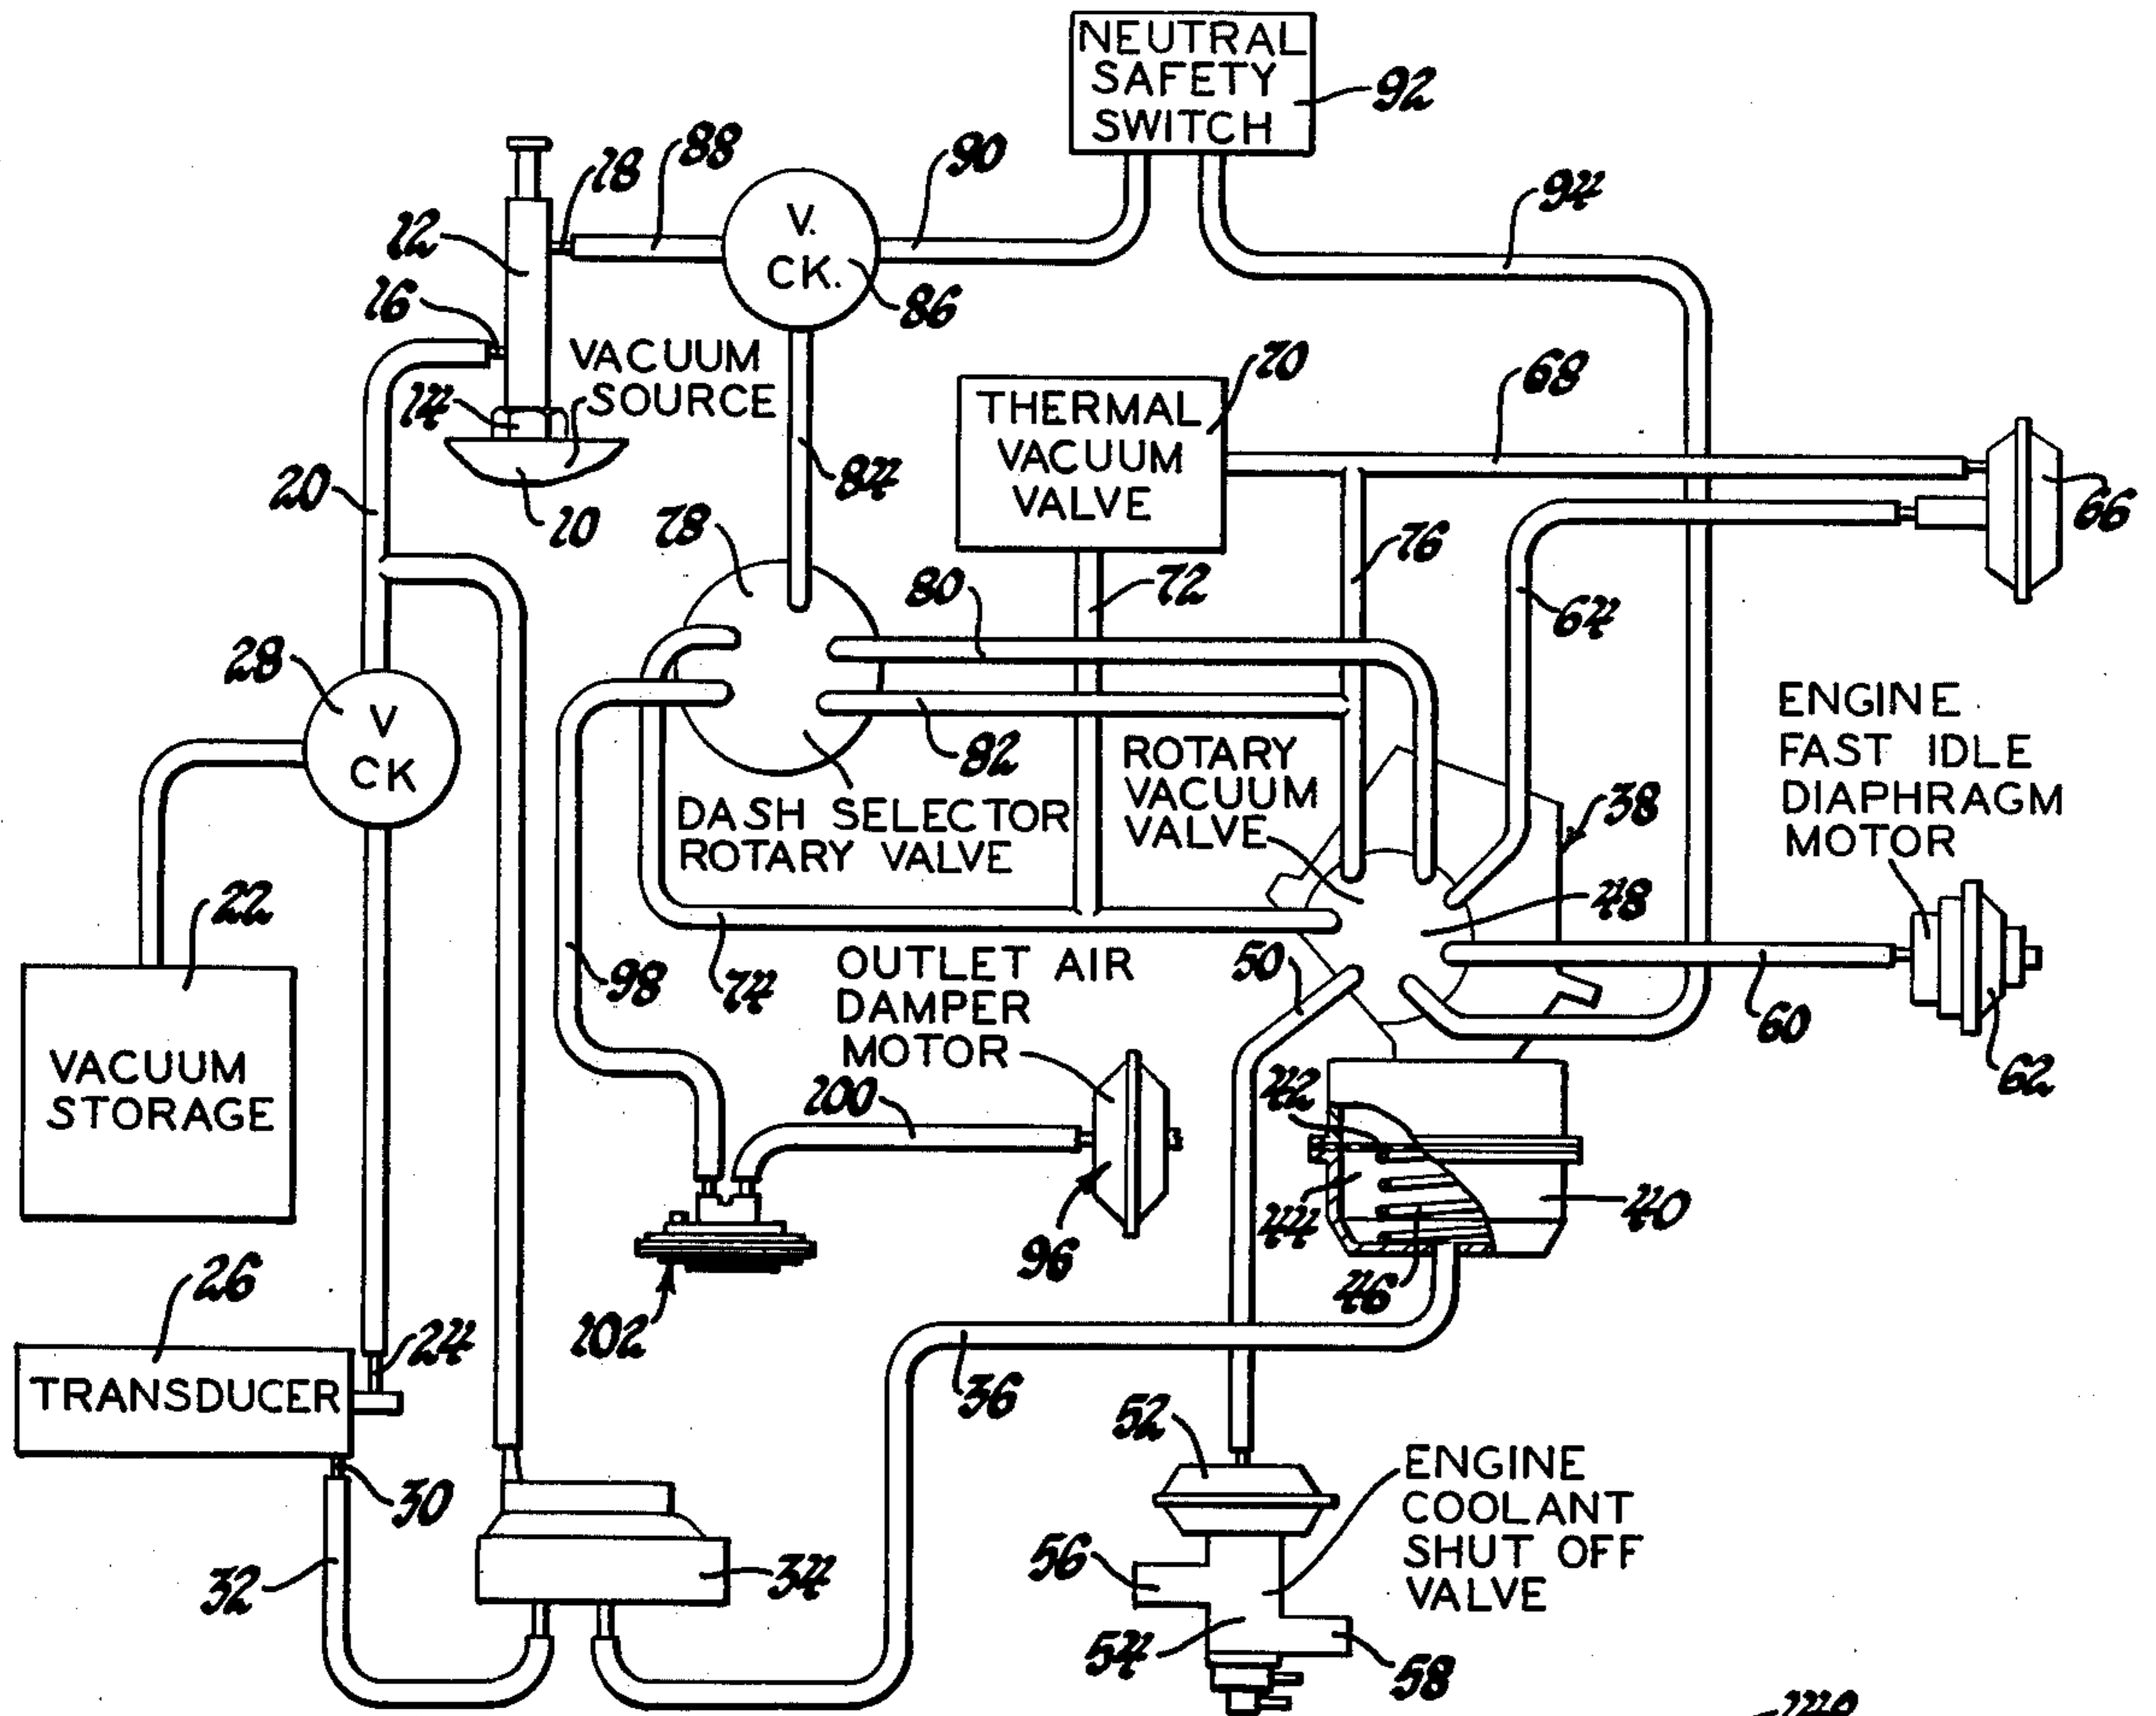 NEUTRAL
SAFETY
SWITCH
92
88
18
90
94
12
V.
CK.
16
86
VACUUM
SOURCE
14
70
68
THERMAL
VACUUM
VALVE
84
20
10
66
78
76
80
72
64
28
V
CK
82
ENGINE
FAST IDLE
DIAPHRAGM
MOTOR
ROTARY
VACUUM
VALVE
38
DASH SELECTOR
ROTARY VALVE
22
48
98
74
OUTLET AIR
DAMPER
MOTOR
50
60
62
VACUUM
STORAGE
100
42
44
40
96
46
26
102
24
TRANSDUCER
36
52
30
ENGINE
COOLANT
SHUT OFF
VALVE
32
34
56
54
58